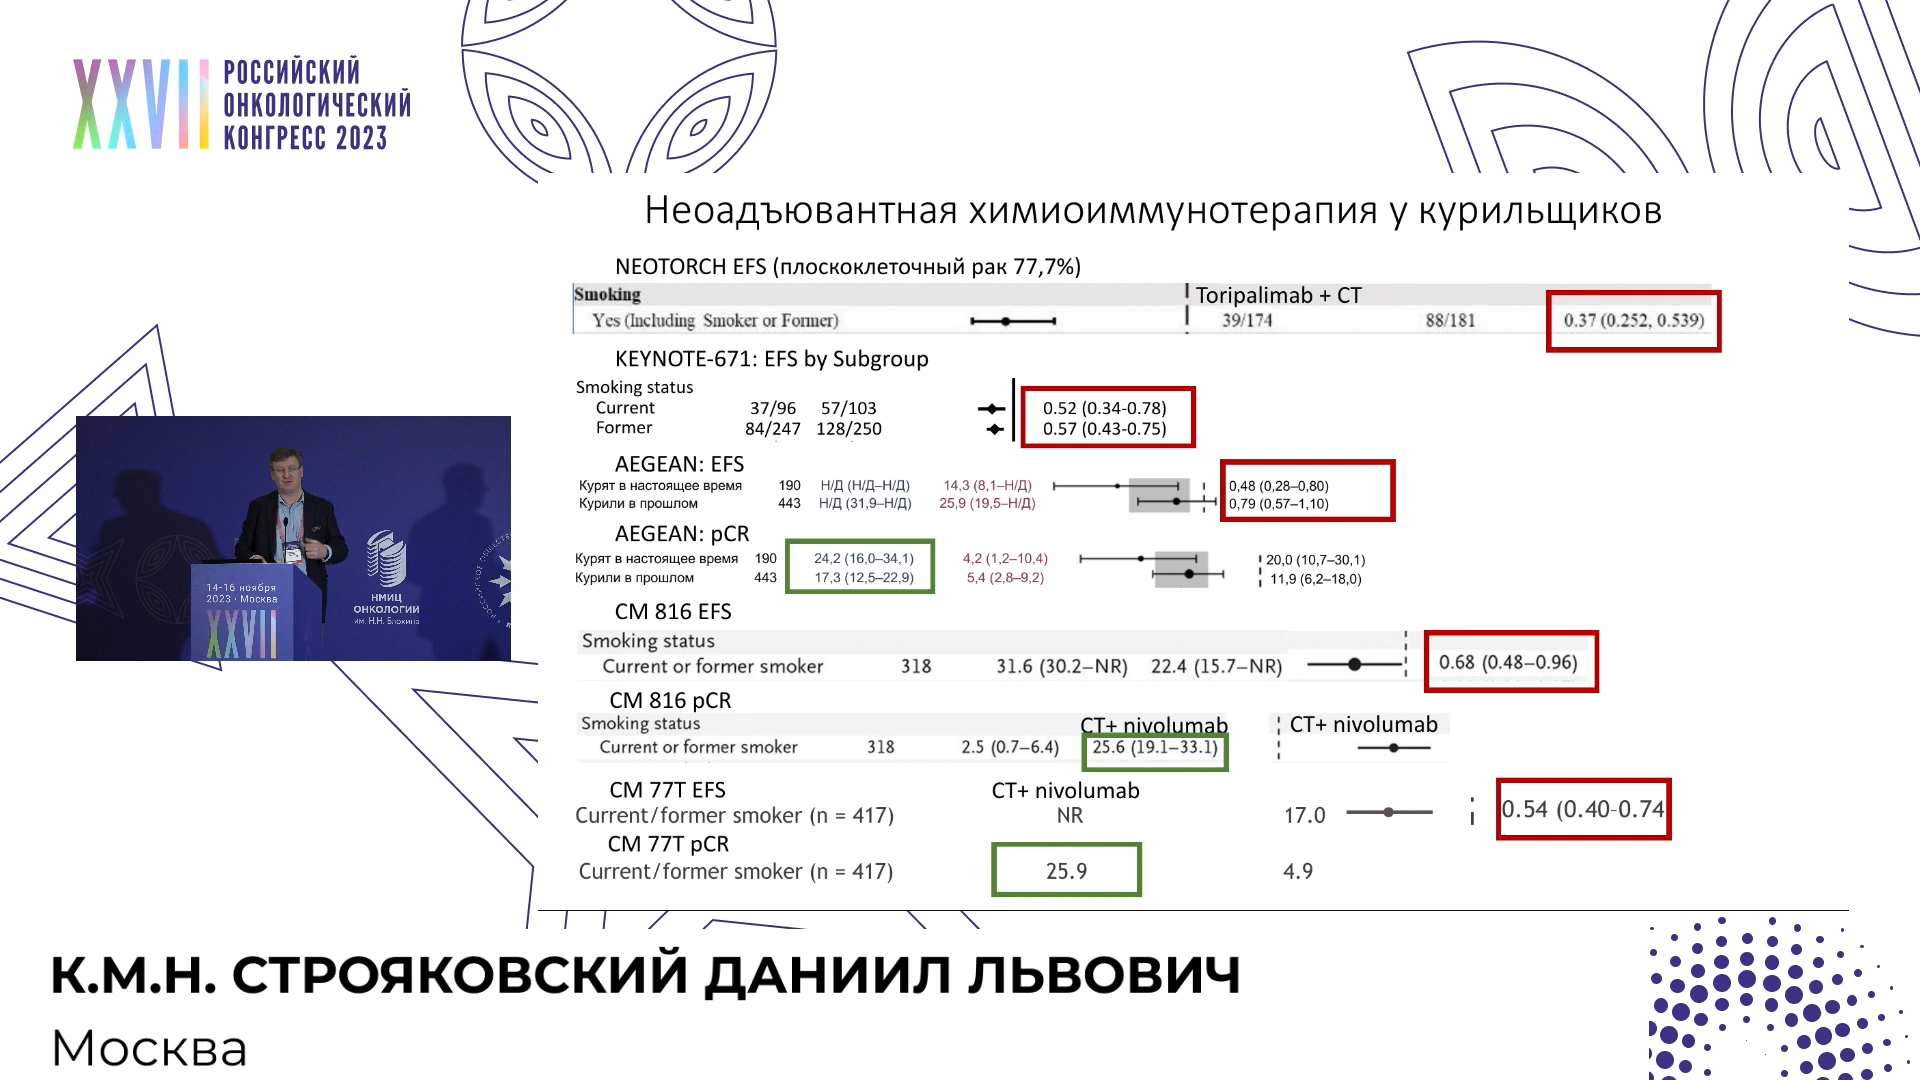 XXVII РОССИЙСКИЙ
ОНКОЛОГИЧЕСКИЙ
КОНГРЕСС 2023
Неоадъювантная химиоиммунотерапия у курильщиков
NEOTORCH EFS (плоскоклеточный рак 77,7%)
Smoking Toripalimab + CT
Yes (Including Smoker or Former) 39/174 88/181 0.37 (0.252, 0.539)
KEYNOTE-671: EFS by Subgroup
Smoking status
Current 37/96 57/103 0.52 (0.34-0.78)
Former 84/247 128/250 0.57 (0.43-0.75)
AEGEAN: EFS
Курят в настоящее время 190 Н/Д (Н/Д–Н/Д) 14,3 (8,1–Н/Д) 0,48 (0,28–0,80)
Курили в прошлом 443 Н/Д (31,9–Н/Д) 25,9 (19,5–Н/Д) 0,79 (0,57–1,10)
AEGEAN: pCR
Курят в настоящее время 190 24,2 (16,0–34,1) 4,2 (1,2–10,4) 20,0 (10,7–30,1)
Курили в прошлом 443 17,3 (12,5–22,9) 5,4 (2,8–9,2) 11,9 (6,2–18,0)
CM 816 EFS
Smoking status
Current or former smoker 318 31.6 (30.2–NR) 22.4 (15.7–NR) 0.68 (0.48–0.96)
CM 816 pCR
Smoking status CT+ nivolumab CT+ nivolumab
Current or former smoker 318 2.5 (0.7–6.4) 25.6 (19.1–33.1)
CM 77T EFS CT+ nivolumab
Current/former smoker (n = 417) NR 17.0 0.54 (0.40-0.74
CM 77T pCR
Current/former smoker (n = 417) 25.9 4.9
14-16 ноября
2023 · Москва
XXVII
НМИЦ
ОНКОЛОГИИ
им. Н.Н. Блохина
К.М.Н. СТРОЯКОВСКИЙ ДАНИИЛ ЛЬВОВИЧ
Москва